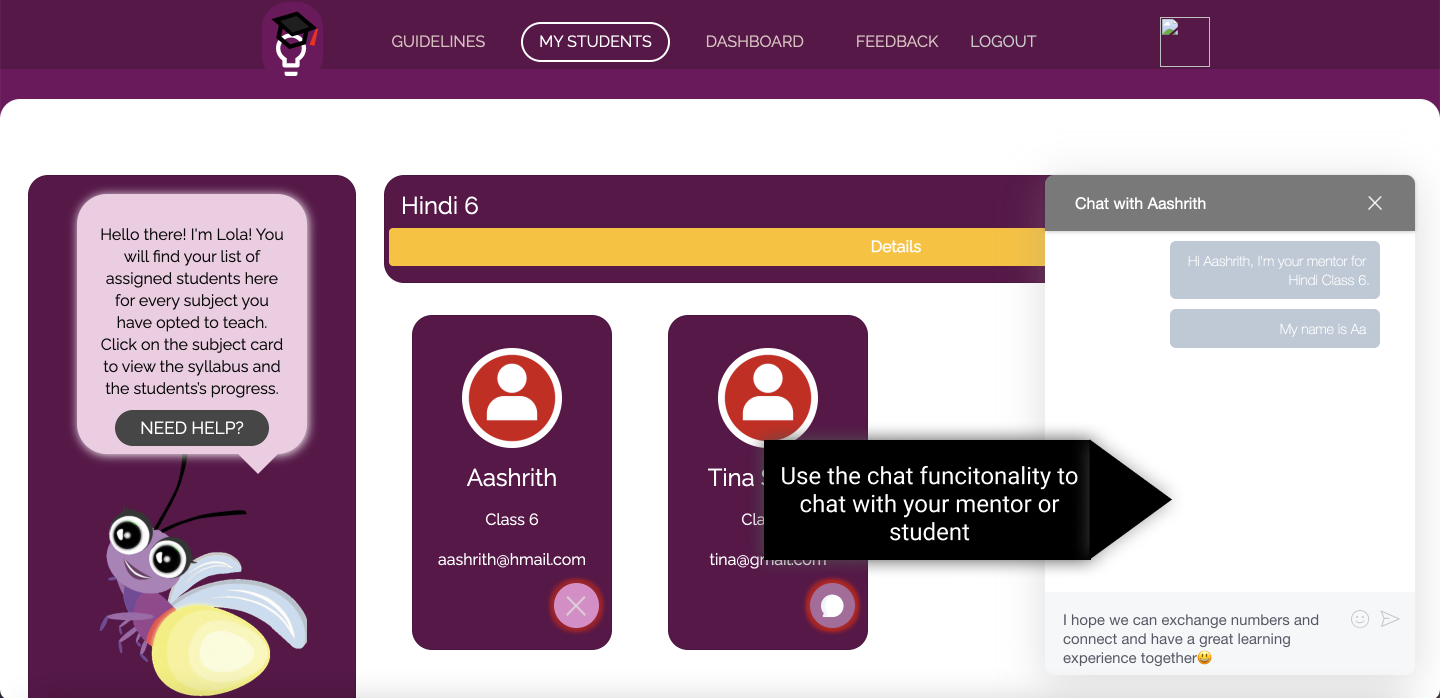 GUIDELINES
MY STUDENTS
DASHBOARD
FEEDBACK
LOGOUT
Hello there! I'm Lola! You
will find your list of
assigned students here
for every subject you
have opted to teach.
Click on the subject card
to view the syllabus and
the students's progress.
NEED HELP?
Hindi 6
Details
Aashrith
Class 6
aashrith@hmail.com
Tina
tina@gmail.com
Use the chat funcitonality to
chat with your mentor or
student
Chat with Aashrith
Hi Aashrith, I'm your mentor for
Hindi Class 6.
My name is Aa
I hope we can exchange numbers and
connect and have a great learning
experience together😃